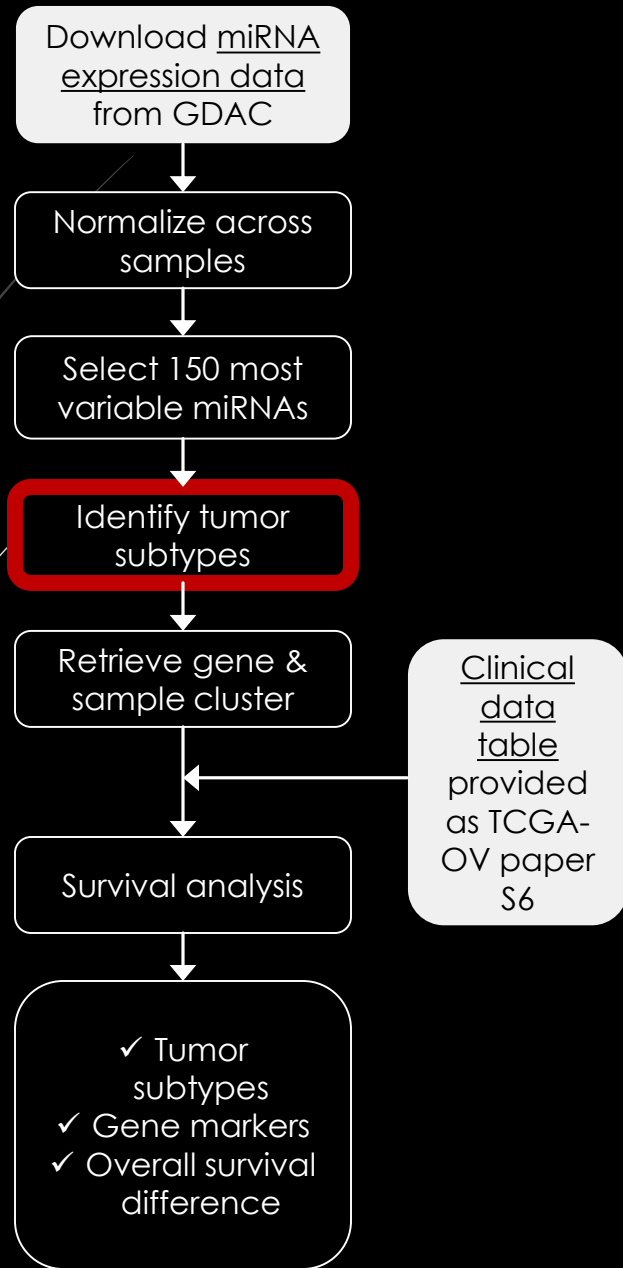 Download miRNA
expression data
from GDAC
Normalize across
samples
Select 150 most
variable miRNAs
Identify tumor
subtypes
Retrieve gene &
sample cluster
Clinical
data
table
provided
as TCGA-
OV paper
S6
Survival analysis
✓ Tumor
subtypes
✓ Gene markers
✓ Overall survival
difference